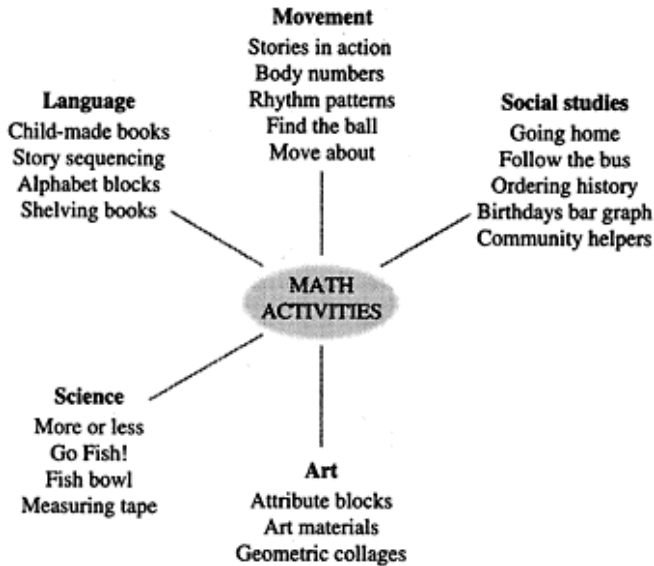 Movement
Stories in action
Body numbers
Rhythm patterns
Find the ball
Move about
Language
Child-made books
Story sequencing
Alphabet blocks
Shelving books
Social studies
Going home
Follow the bus
Ordering history
Birthdays bar graph
Community helpers
MATH
ACTIVITIES
Science
More or less
Go Fish!
Fish bowl
Measuring tape
Art
Attribute blocks
Art materials
Geometric collages